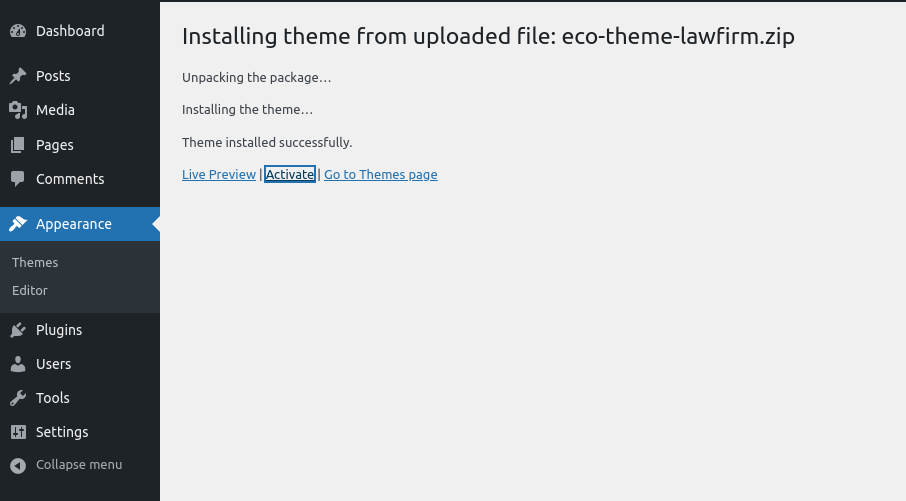 Dashboard
Posts
Media
Pages
Comments
Appearance
Themes
Editor
Plugins
Users
Tools
Settings
Collapse menu
Installing theme from uploaded file: eco-theme-lawfirm.zip
Unpacking the package…
Installing the theme…
Theme installed successfully.
Live Preview | Activate | Go to Themes page